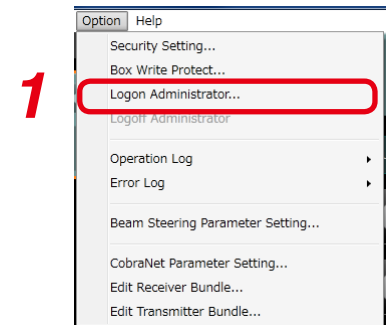 Option Help
Security Setting...
Box Write Protect...
1
Logon Administrator...
Logoff Administrator
Operation Log
Error Log
Beam Steering Parameter Setting...
CobraNet Parameter Setting...
Edit Receiver Bundle...
Edit Transmitter Bundle...